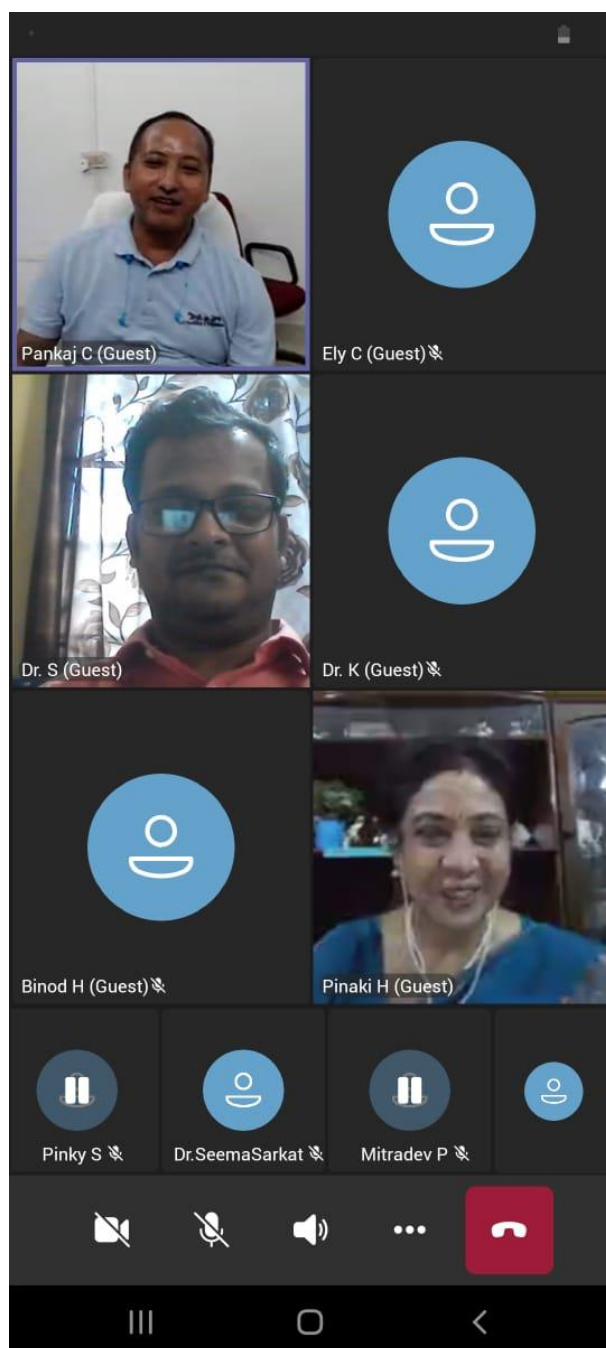 Pankaj C (Guest)
Ely C (Guest)
Dr. S (Guest)
Dr. K (Guest)
Binod H (Guest)
Pinaki H (Guest)
Pinky S
Dr.SeemaSarkat
Mitradev P